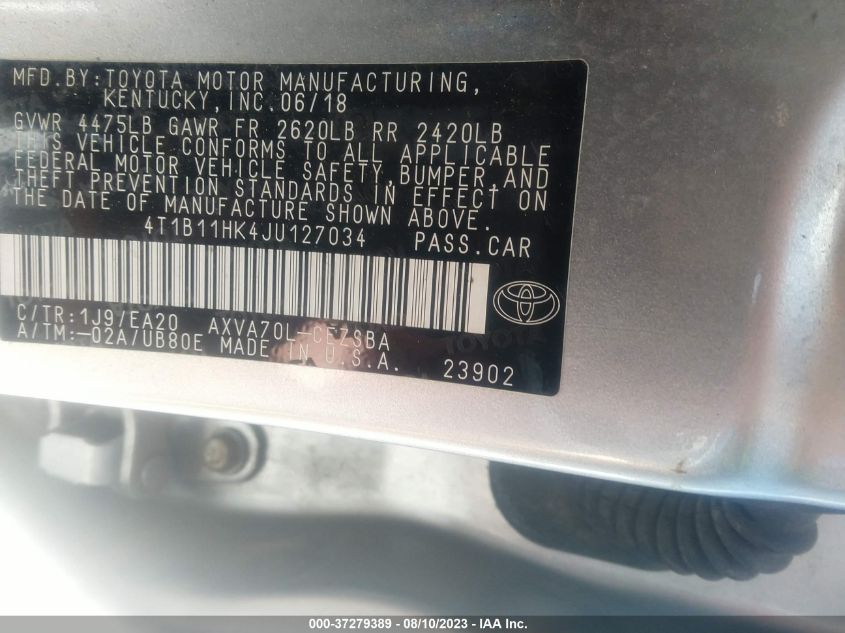 MFD.BY:TOYOTA MOTOR MANUFACTURING,
KENTUCKY,INC.06/18
GVWR 4475LB GAWR FR 2620LB RR 2420LB
THIS VEHICLE CONFORMS TO ALL APPLICABLE
FEDERAL MOTOR VEHICLE SAFETY,BUMPER,AND
THEFT PREVENTION STANDARDS IN EFFECT ON
THE DATE OF MANUFACTURE SHOWN ABOVE.
4T1B11HK4JU127034 PASS.CAR
C/TR:1J9/EA20 AXVA70L-CEZSBA
A/TM:-02A/UB80E MADE IN U.S.A. 23902
000-37279389 - 08/10/2023 - IAA Inc.